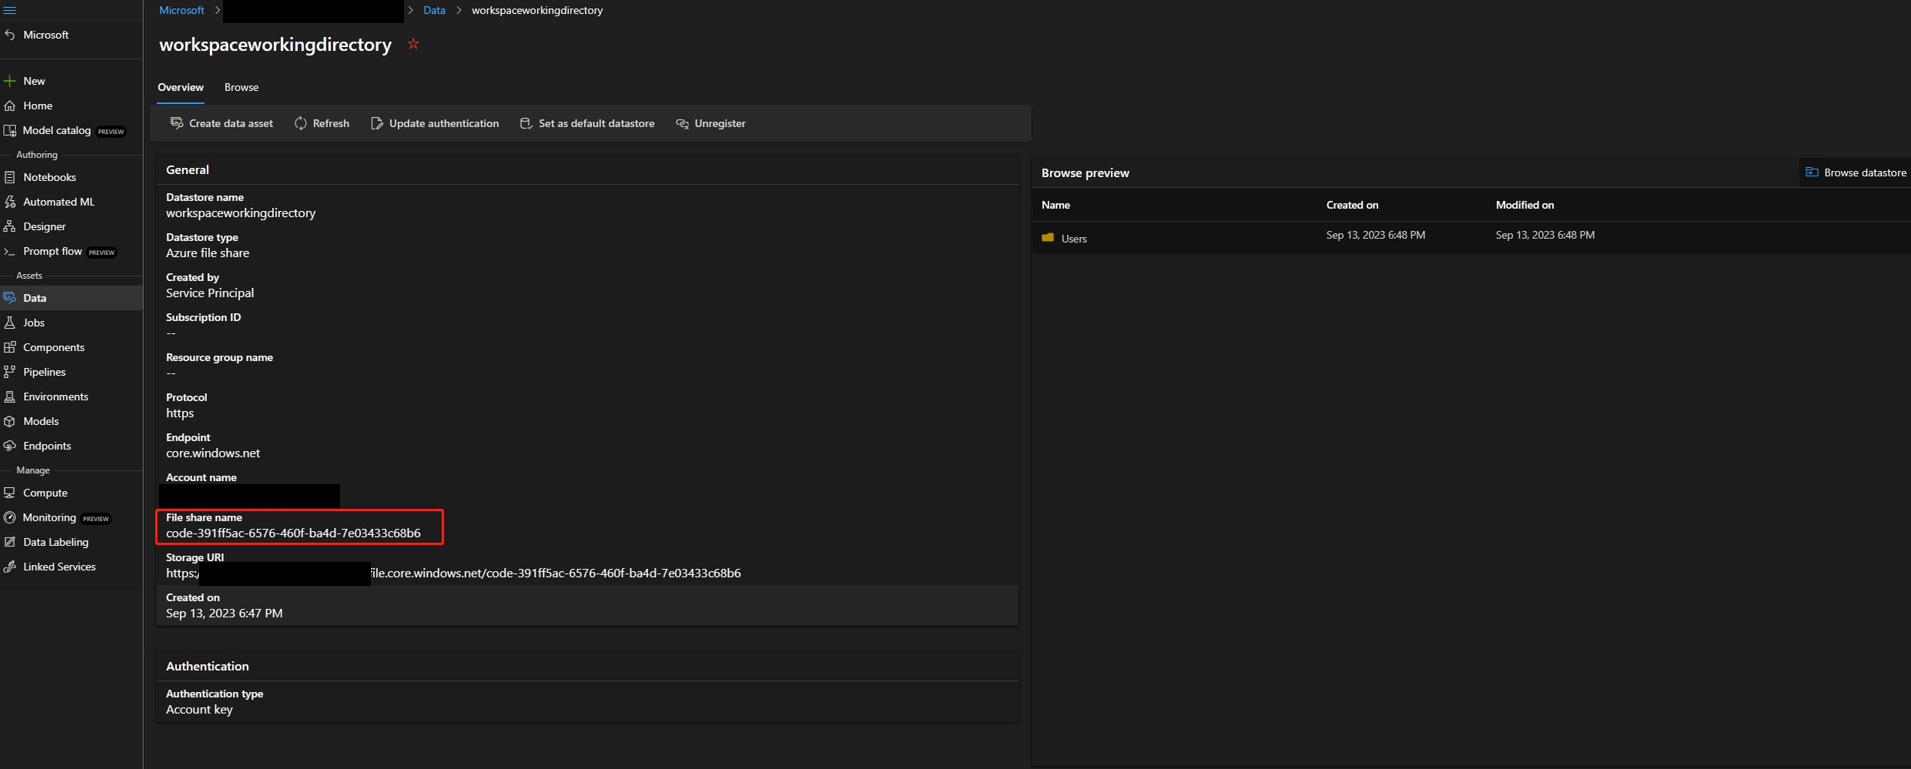 Microsoft > > Data > workspaceworkingdirectory
Microsoft
New
Home
Model catalog PREVIEW
Authoring
Notebooks
Automated ML
Designer
Prompt flow PREVIEW
Assets
Data
Jobs
Components
Pipelines
Environments
Models
Endpoints
Manage
Compute
Monitoring PREVIEW
Data Labeling
Linked Services
workspaceworkingdirectory
Overview Browse
Create data asset Refresh Update authentication Set as default datastore Unregister
General
Datastore name
workspaceworkingdirectory
Datastore type
Azure file share
Created by
Service Principal
Subscription ID
--
Resource group name
--
Protocol
https
Endpoint
core.windows.net
Account name
File share name
code-391ff5ac-6576-460f-ba4d-7e03433c68b6
Storage URI
https:/ file.core.windows.net/code-391ff5ac-6576-460f-ba4d-7e03433c68b6
Created on
Sep 13, 2023 6:47 PM
Authentication
Authentication type
Account key
Browse preview Browse datastore
Name Created on Modified on
Users Sep 13, 2023 6:48 PM Sep 13, 2023 6:48 PM